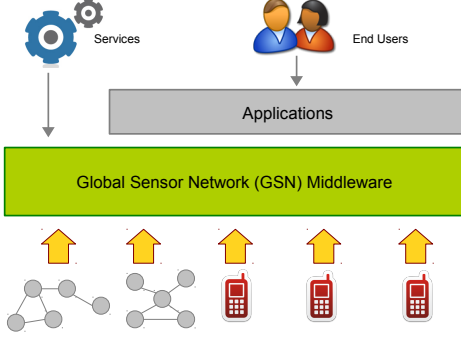 Services
End Users
Applications
Global Sensor Network (GSN) Middleware